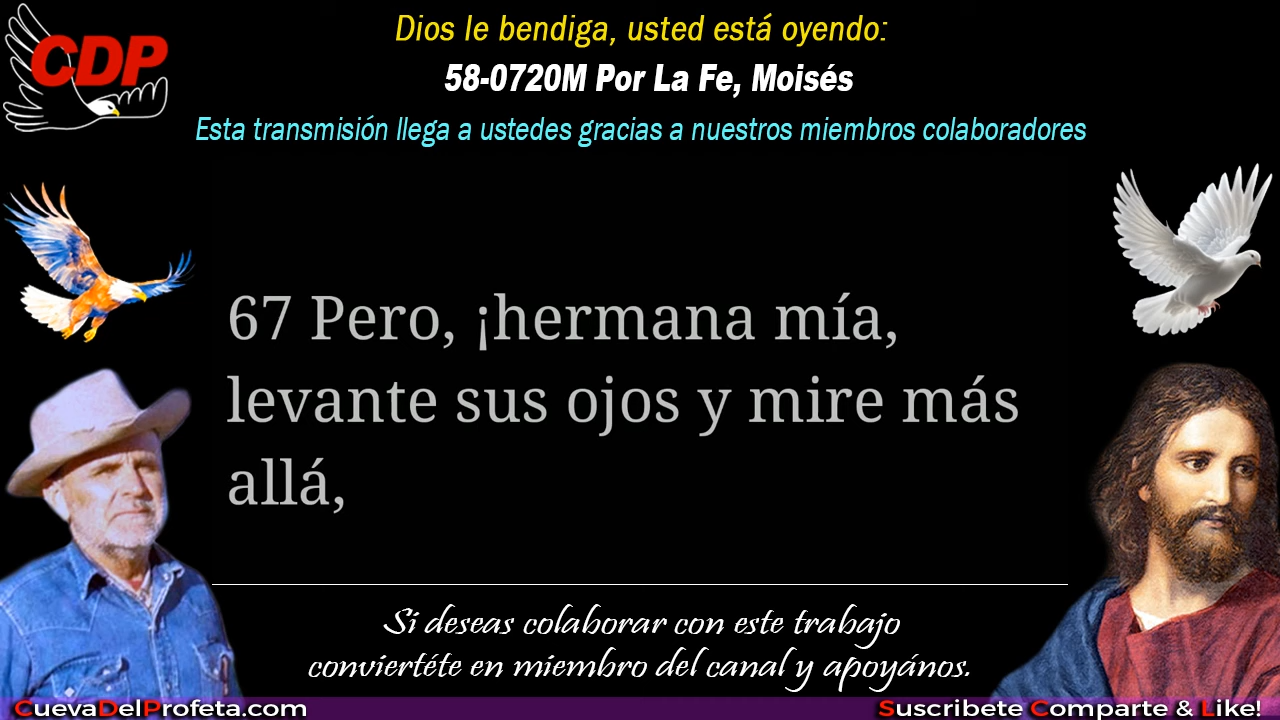 CDP
Dios le bendiga, usted está oyendo:
58-0720M Por La Fe, Moisés
Esta transmisión llega a ustedes gracias a nuestros miembros colaboradores
67 Pero, ¡hermana mía,
levante sus ojos y mire más
allá,
Si deseas colaborar con este trabajo
conviertéte en miembro del canal y apoyános.
CuevaDelProfeta.com
Suscribete Comparte & Like!